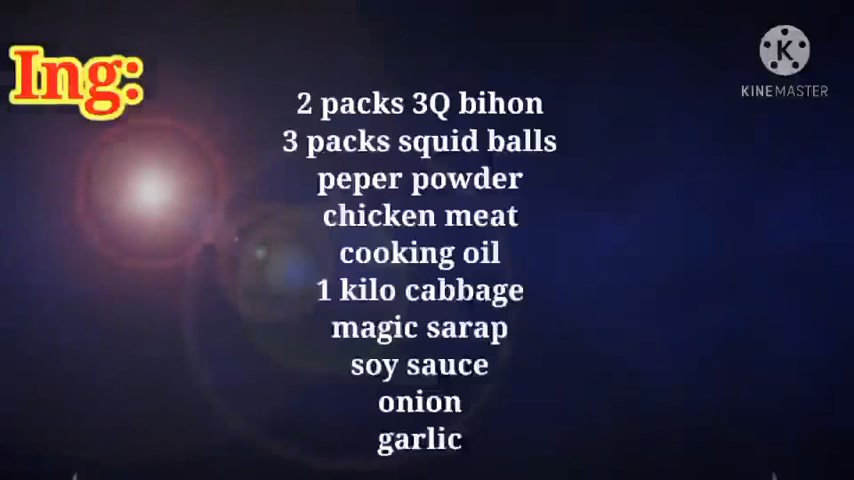 Ing:
K
KINEMASTER
2 packs 3Q bihon
3 packs squid balls
peper powder
chicken meat
cooking oil
1 kilo cabbage
magic sarap
soy sauce
onion
garlic